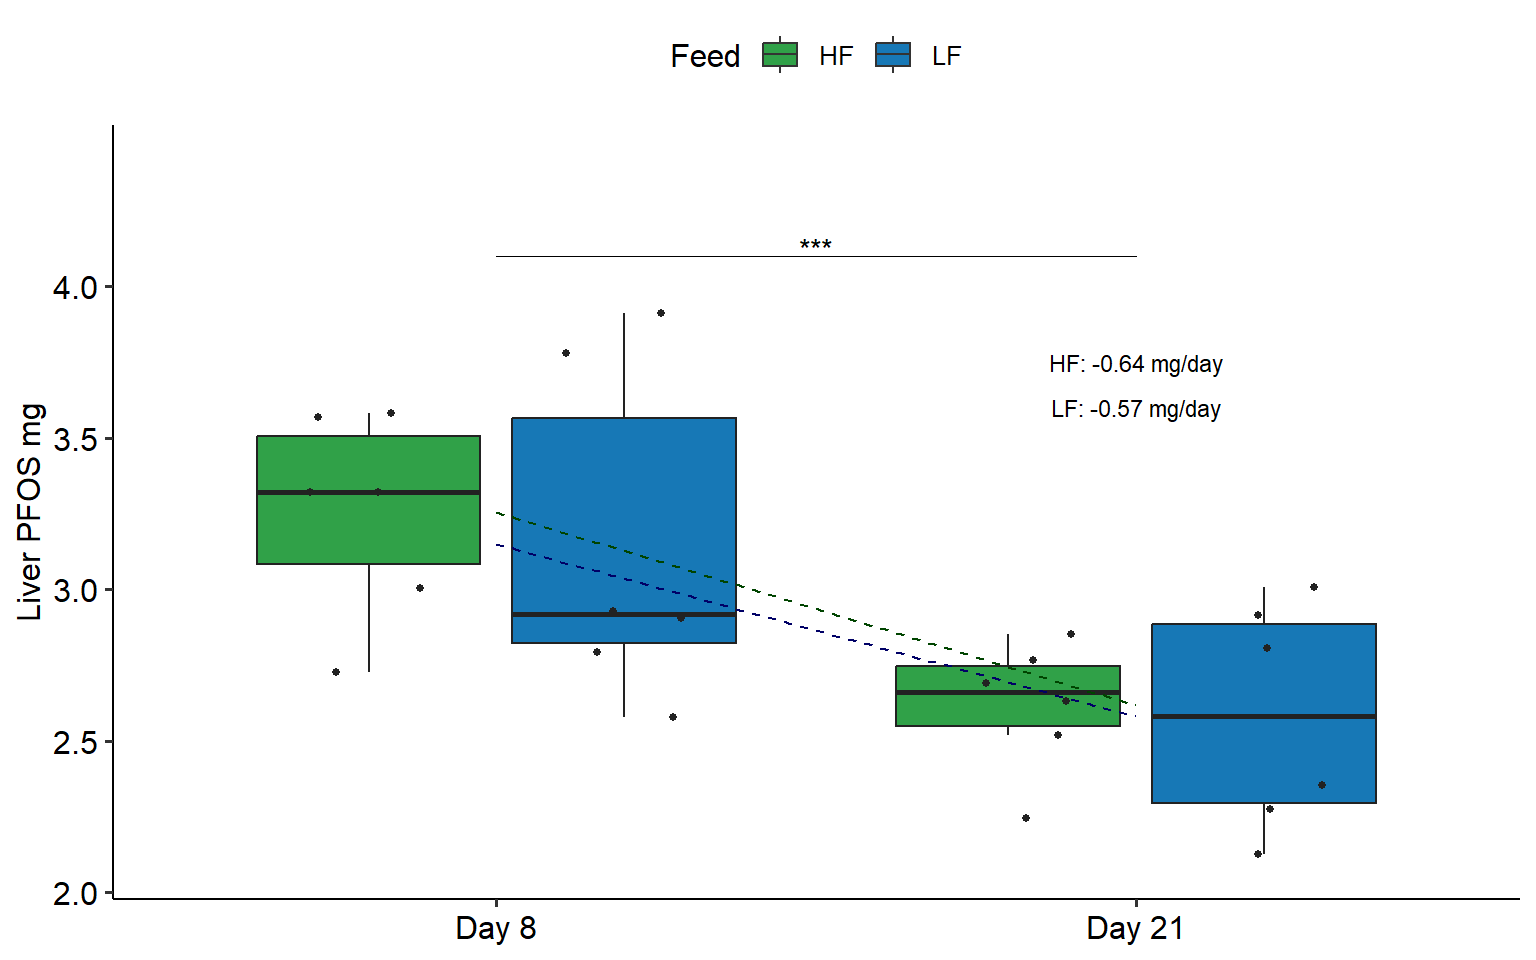 Feed HF LF
***
4.0
HF: -0.64 mg/day
LF: -0.57 mg/day
3.5
Liver PFOS mg
3.0
2.5
2.0
Day 8 Day 21